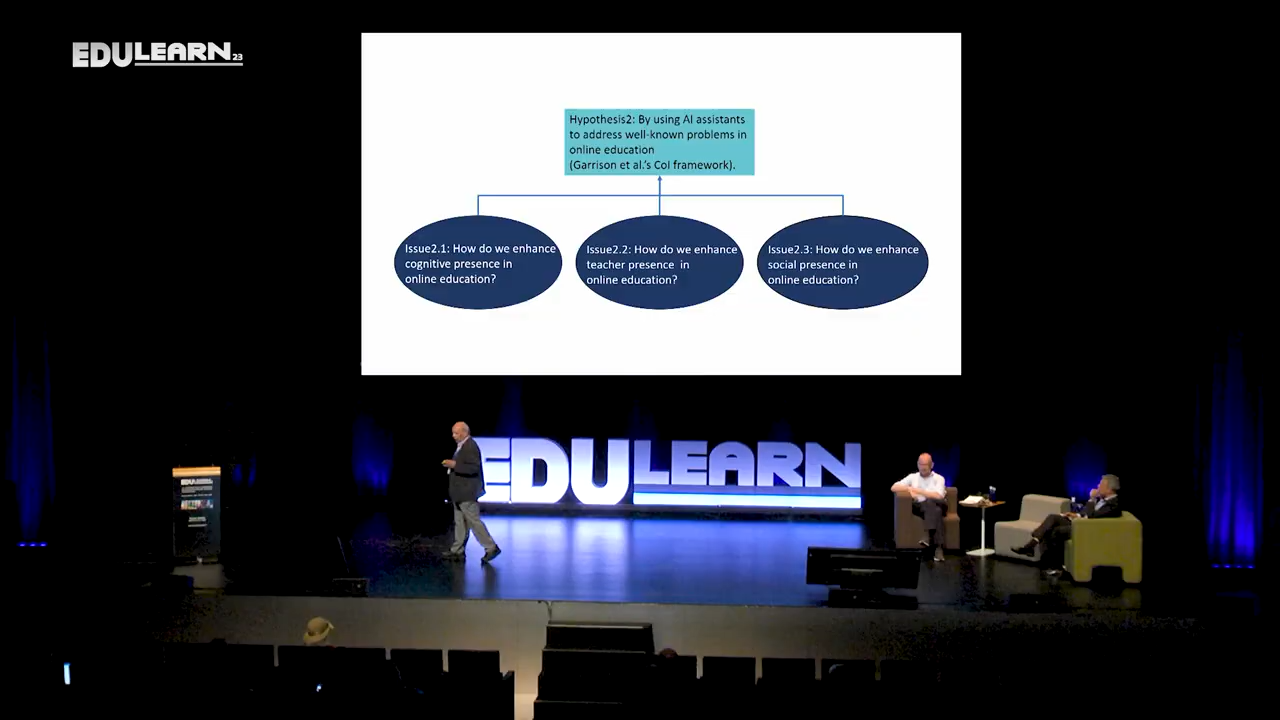 EDULEARN23
Hypothesis2: By using AI assistants
to address well-known problems in
online education
(Garrison et al.'s CoI framework).
Issue2.1: How do we enhance
cognitive presence in
online education?
Issue2.2: How do we enhance
teacher presence in
online education?
Issue2.3: How do we enhance
social presence in
online education?
EDULEARN
EDULEARN